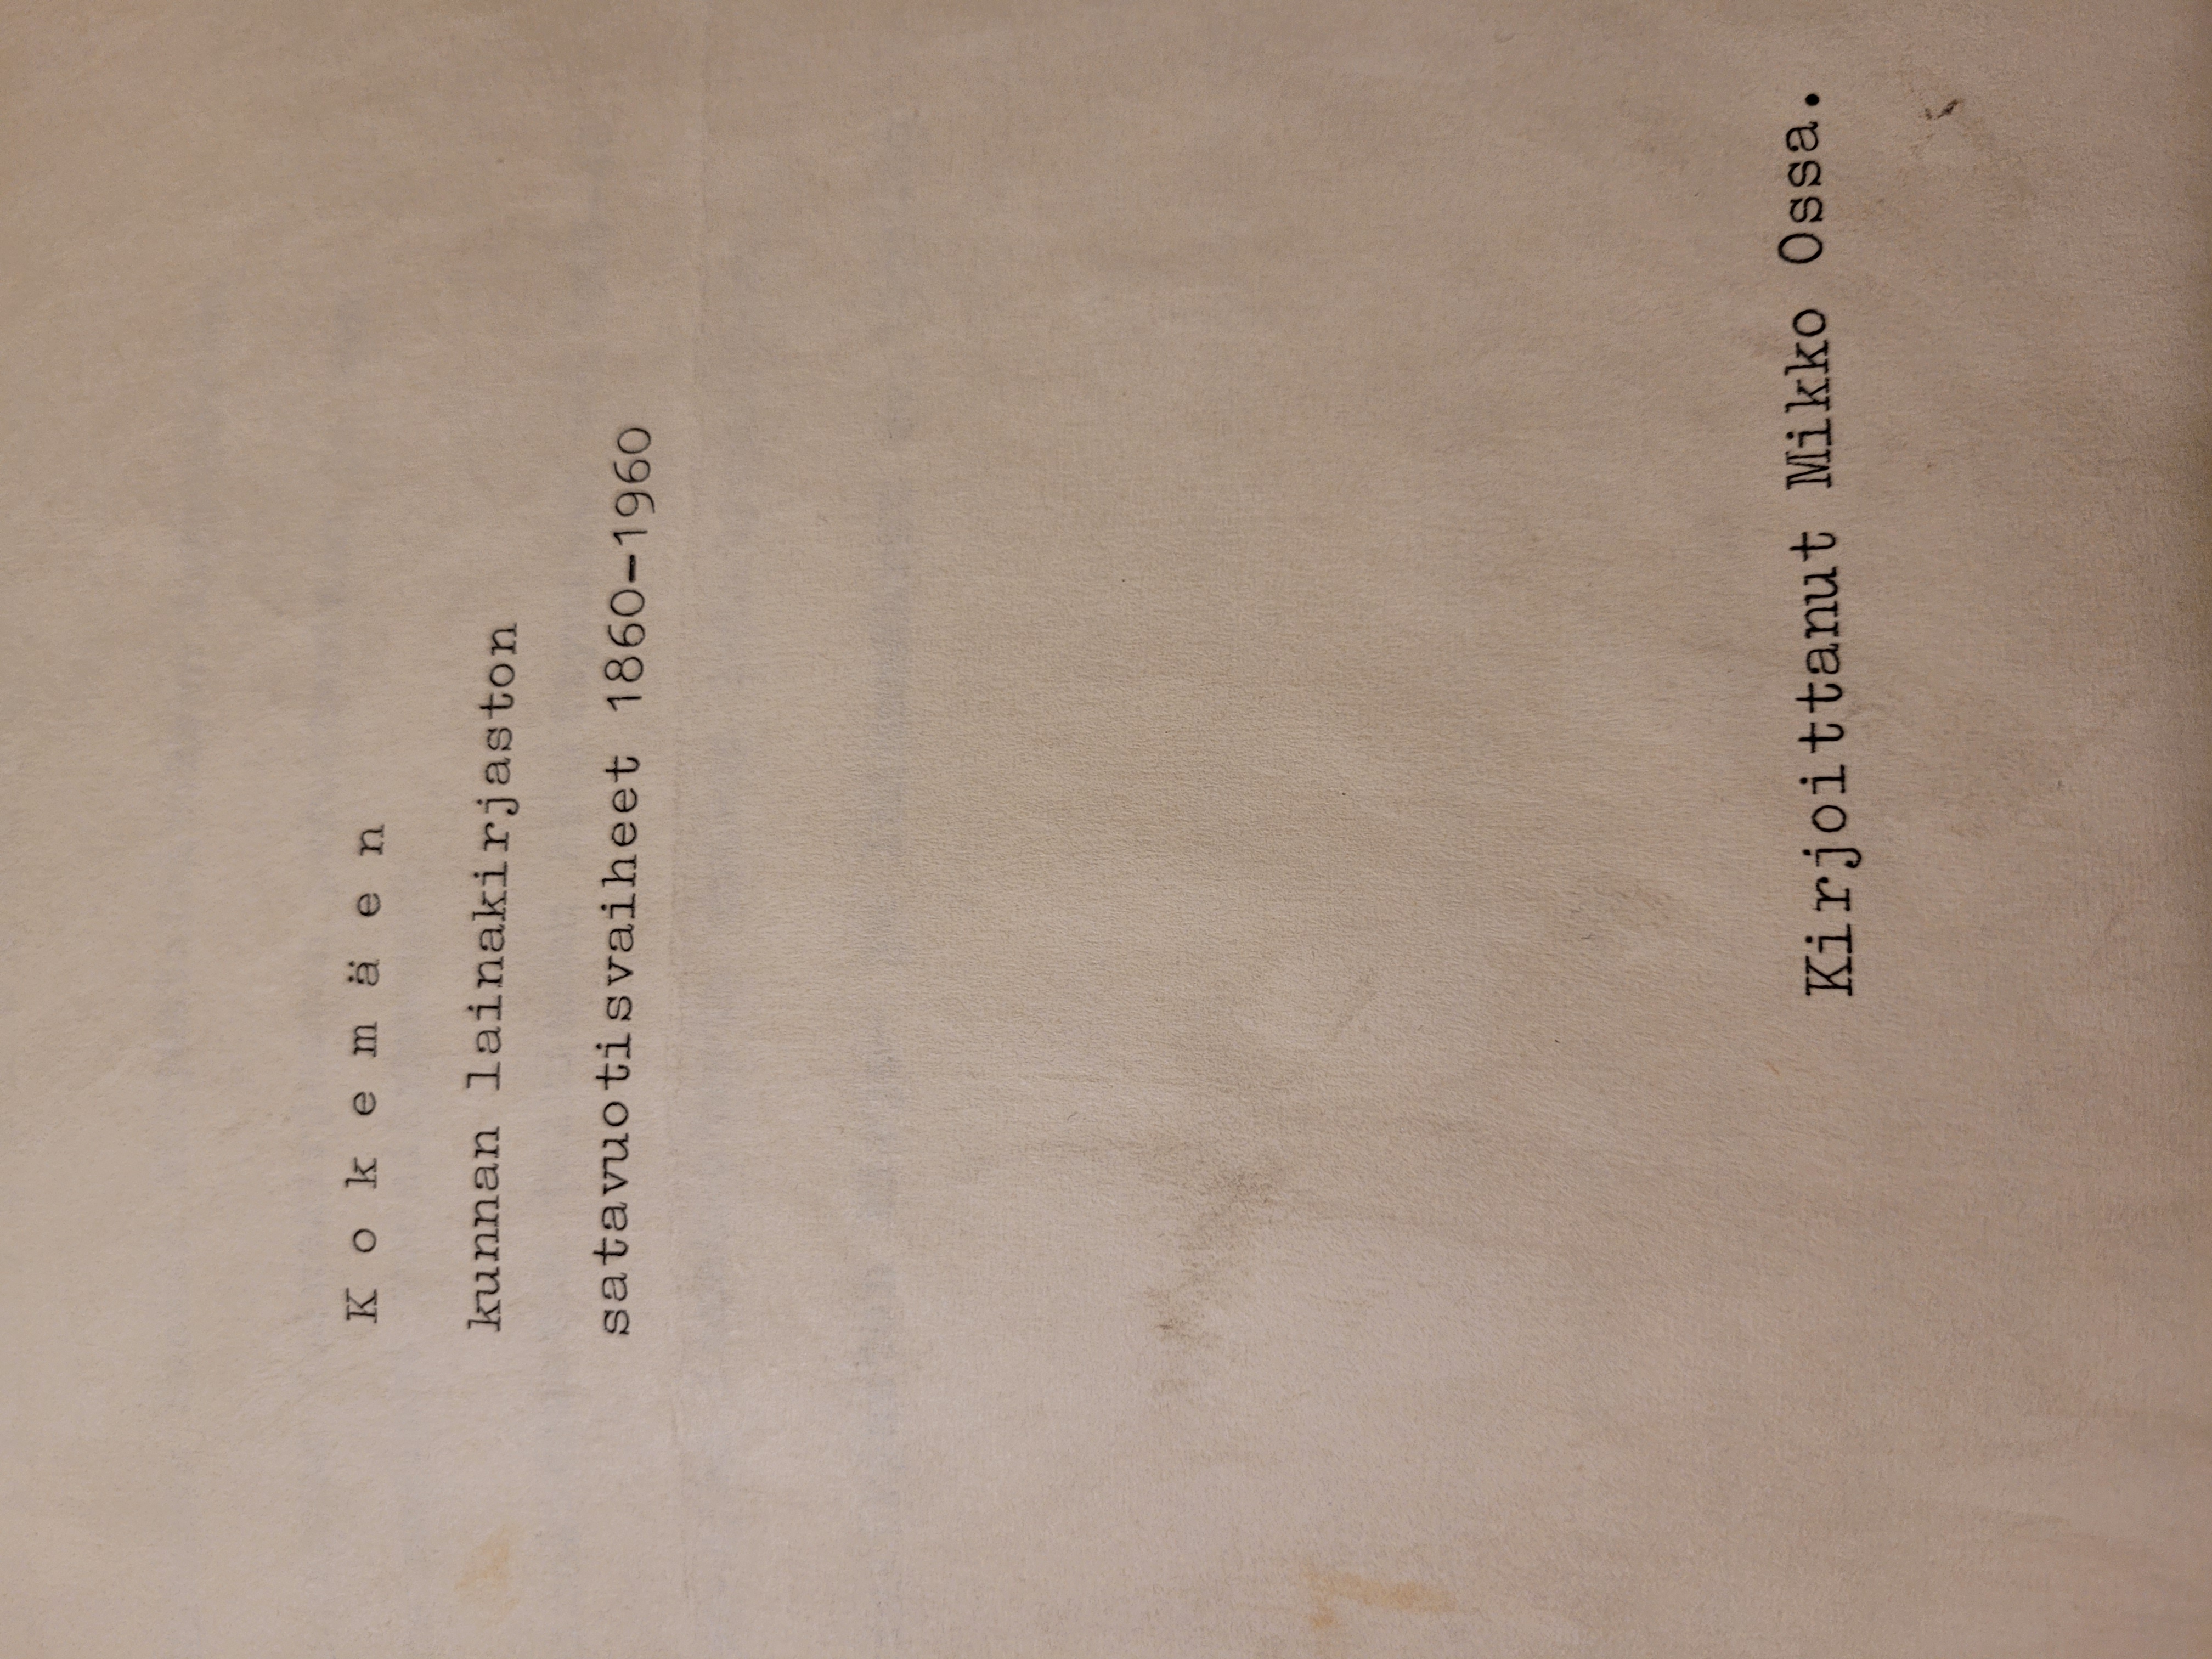 K o k e m ä e n
kunnan lainakirjaston
satavuotisvaiheet 1860-1960
Kirjoittanut Mikko Ossa.